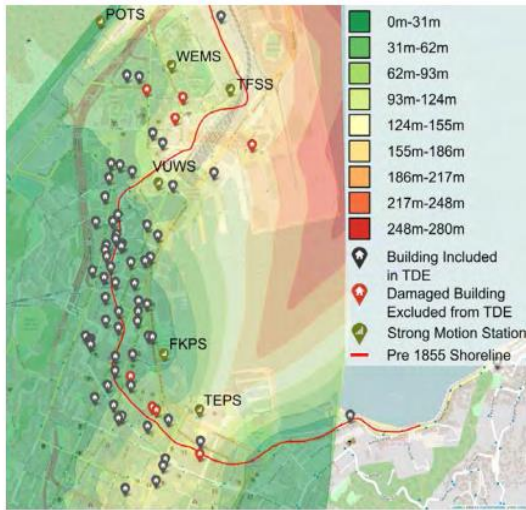 POTS
WEMS
TFSS
VUWS
FKPS
TEPS
0m-31m
31m-62m
62m-93m
93m-124m
124m-155m
155m-186m
186m-217m
217m-248m
248m-280m
Building Included
in TDE
Damaged Building
Excluded from TDE
Strong Motion Station
Pre 1855 Shoreline